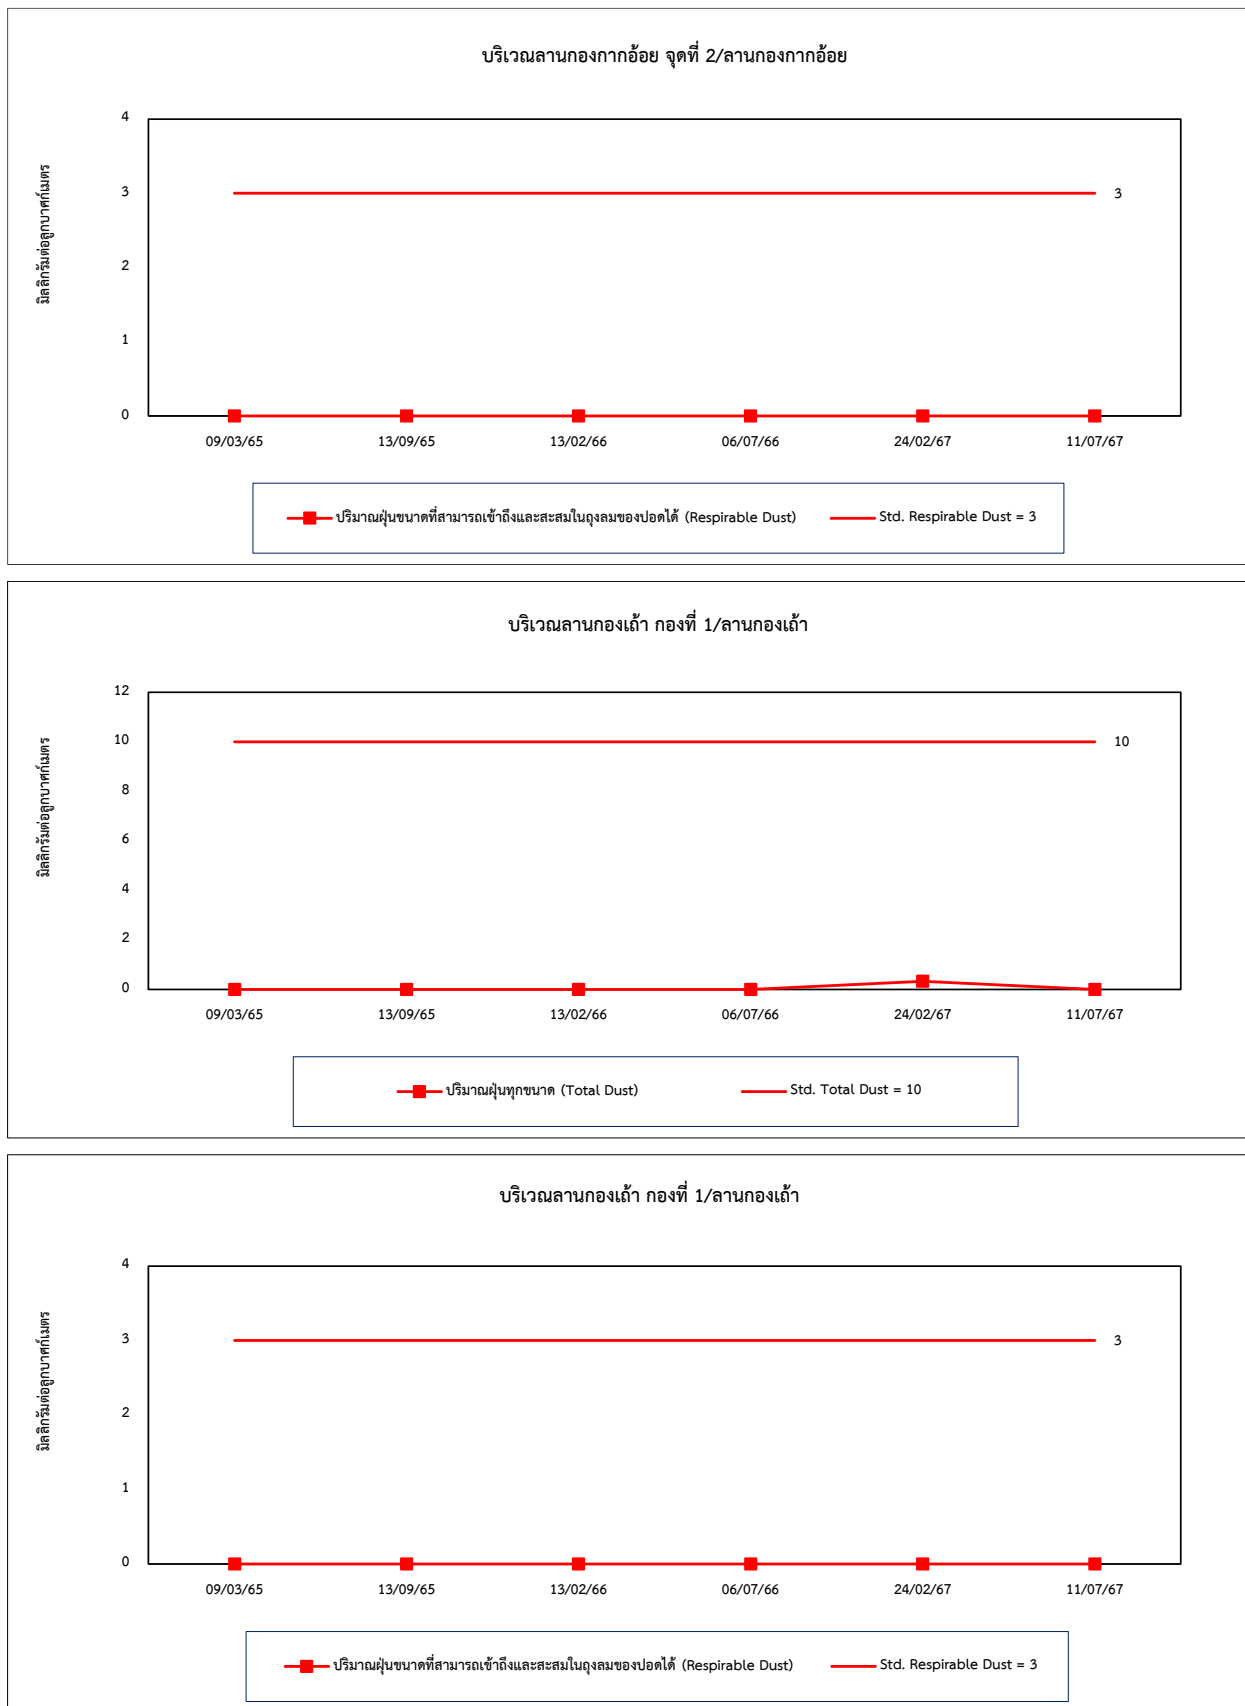 บริเวณลานกองกากอ้อย จุดที่ 2/ลานกองกากอ้อย
มิลลิกรัมต่อลูกบาศก์เมตร
4
3
2
1
0
3
09/03/65 13/09/65 13/02/66 06/07/66 24/02/67 11/07/67
ปริมาณฝุ่นขนาดที่สามารถเข้าถึงและสะสมในถุงลมของปอดได้ (Respirable Dust) Std. Respirable Dust = 3
บริเวณลานกองเถ้า กองที่ 1/ลานกองเถ้า
มิลลิกรัมต่อลูกบาศก์เมตร
12
10
8
6
4
2
0
10
09/03/65 13/09/65 13/02/66 06/07/66 24/02/67 11/07/67
ปริมาณฝุ่นทุกขนาด (Total Dust) Std. Total Dust = 10
บริเวณลานกองเถ้า กองที่ 1/ลานกองเถ้า
มิลลิกรัมต่อลูกบาศก์เมตร
4
3
2
1
0
3
09/03/65 13/09/65 13/02/66 06/07/66 24/02/67 11/07/67
ปริมาณฝุ่นขนาดที่สามารถเข้าถึงและสะสมในถุงลมของปอดได้ (Respirable Dust) Std. Respirable Dust = 3